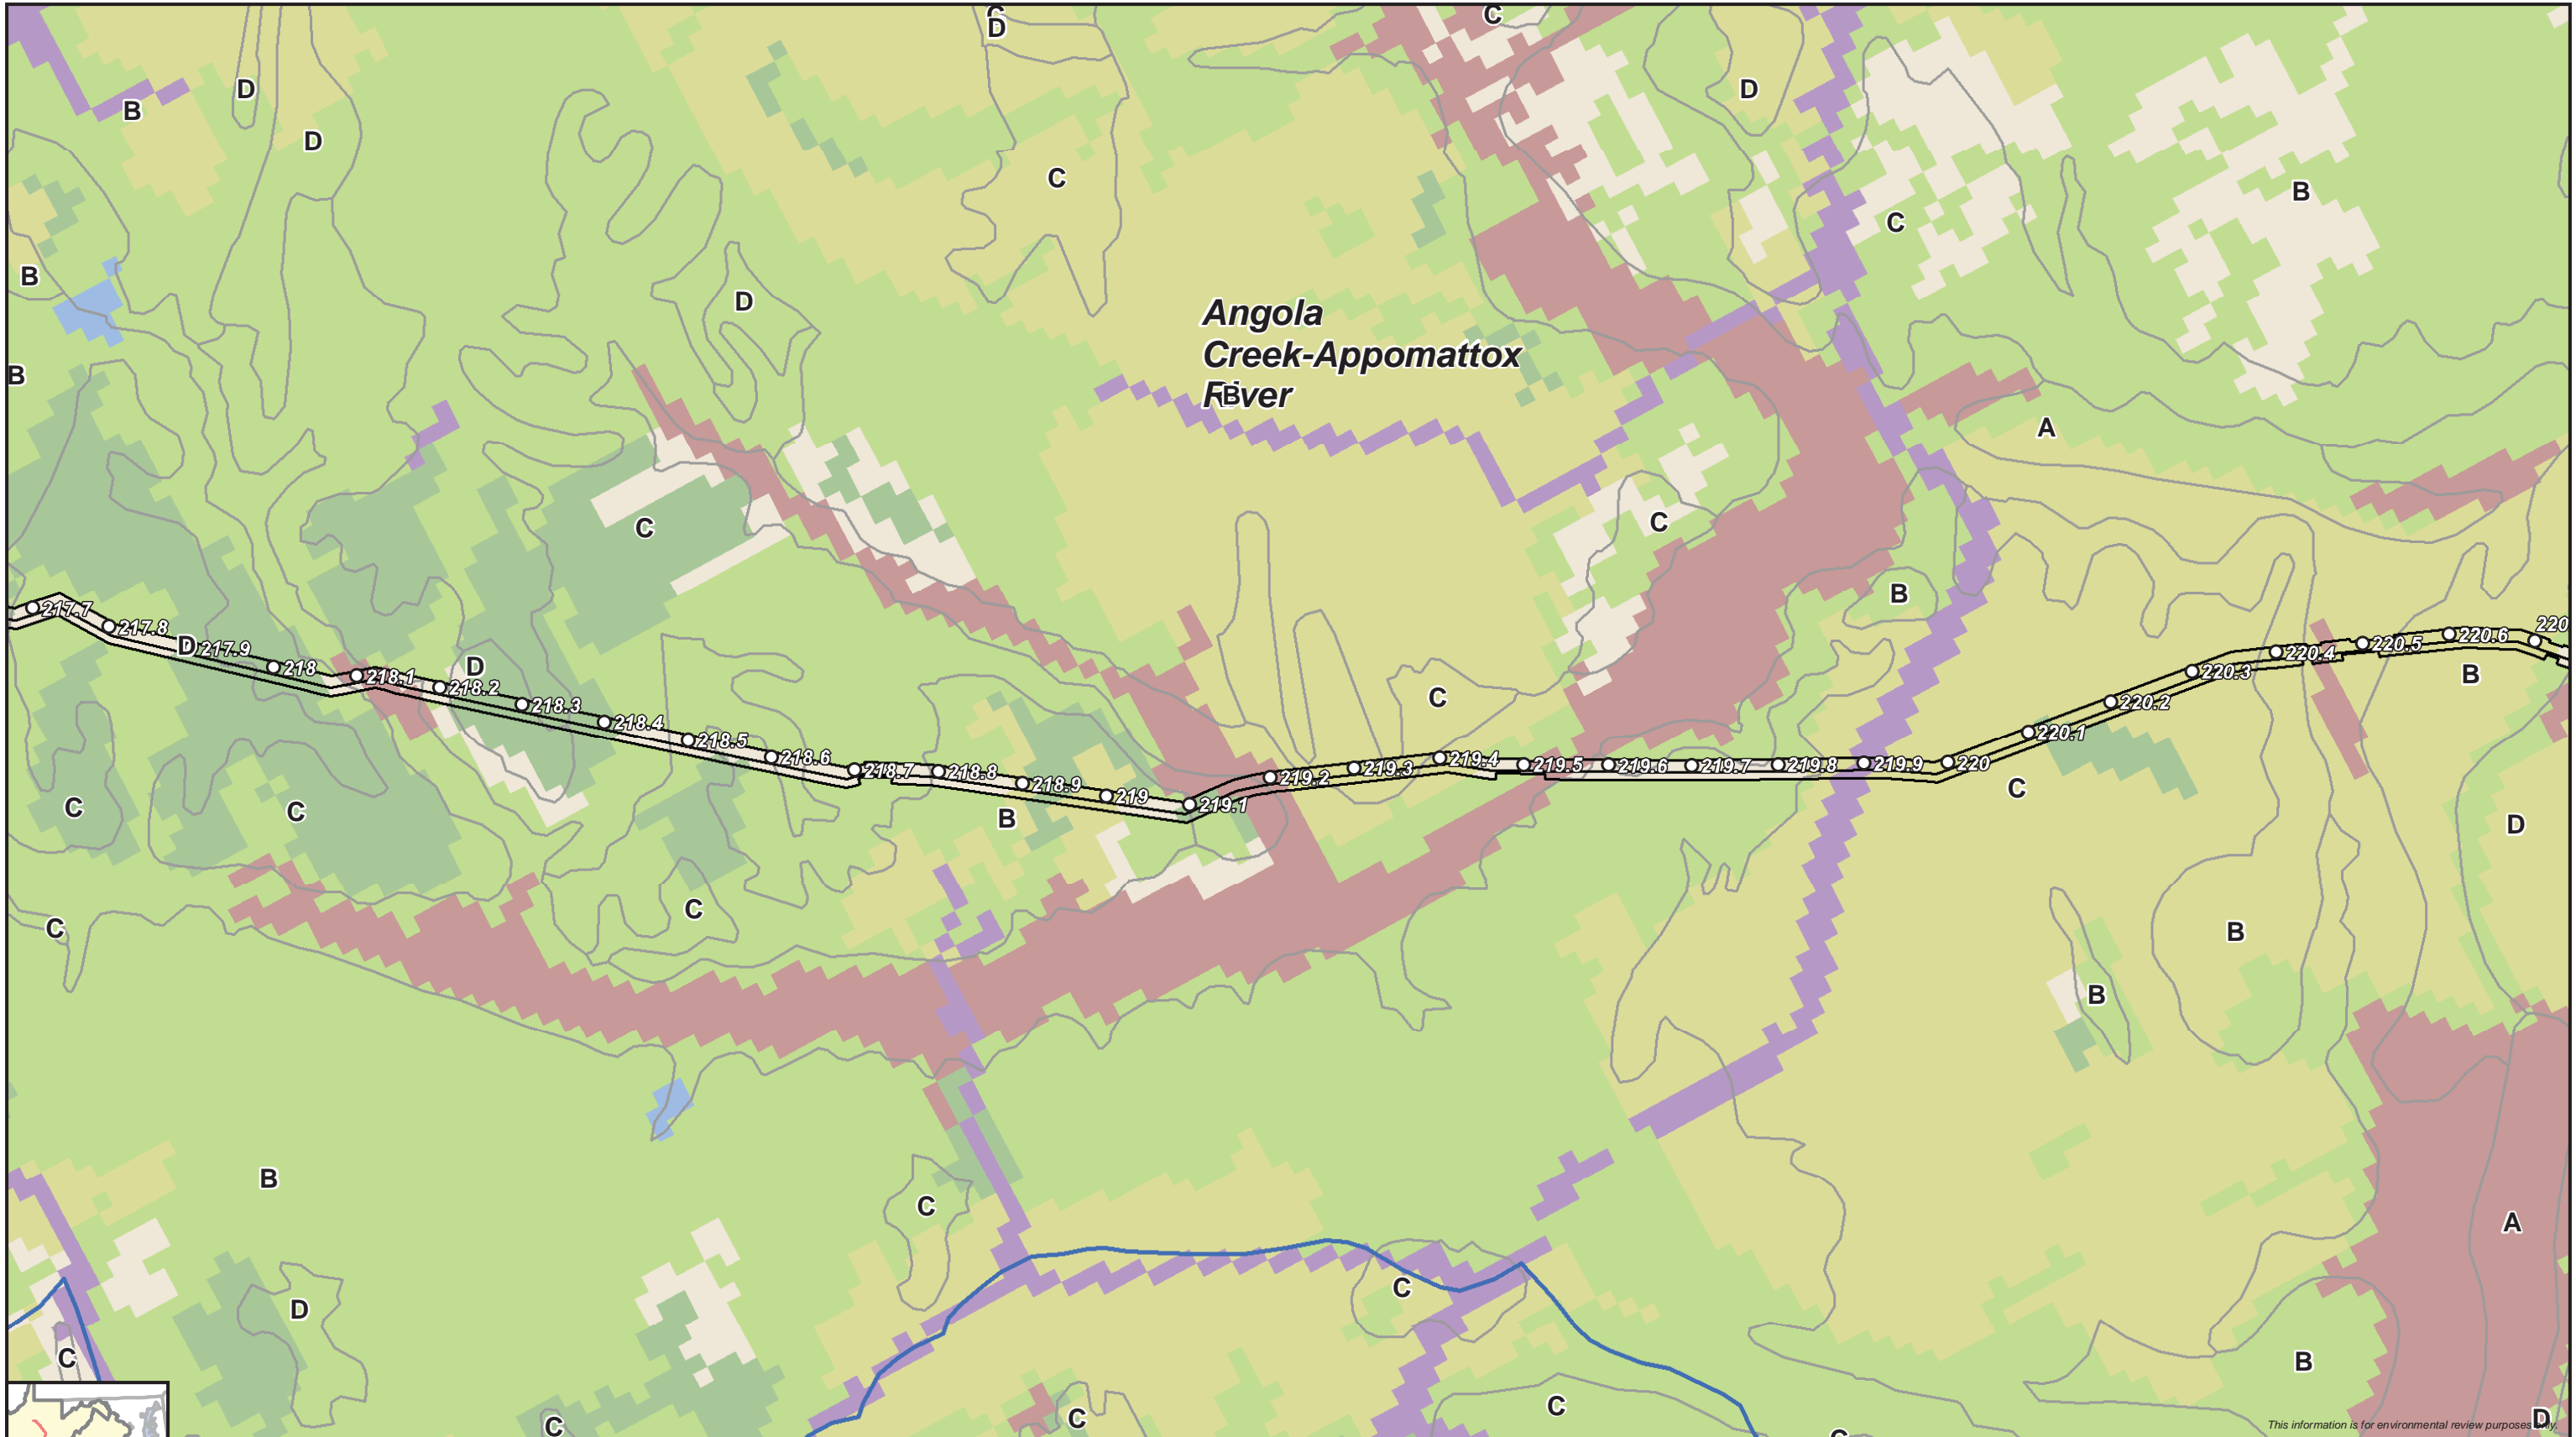 C
D
C
D
D
B
D
C
B
C
B
D
Angola
Creek-Appomattox
River
B
B
A
C
C
B
217.7
217.8
D
217.9
218
218.1
D
218.2
218.3
218.4
218.5
218.6
218.7
218.8
218.9
219
219.1
219.2
219.3
C
219.4
219.5
219.6
219.7
219.8
219.9
220
220.1
220.2
220.3
220.4
220.5
220.6
220
B
C
C
C
B
D
C
C
B
B
B
C
A
D
C
B
C
C
C
C
D
This information is for environmental review purposes only.